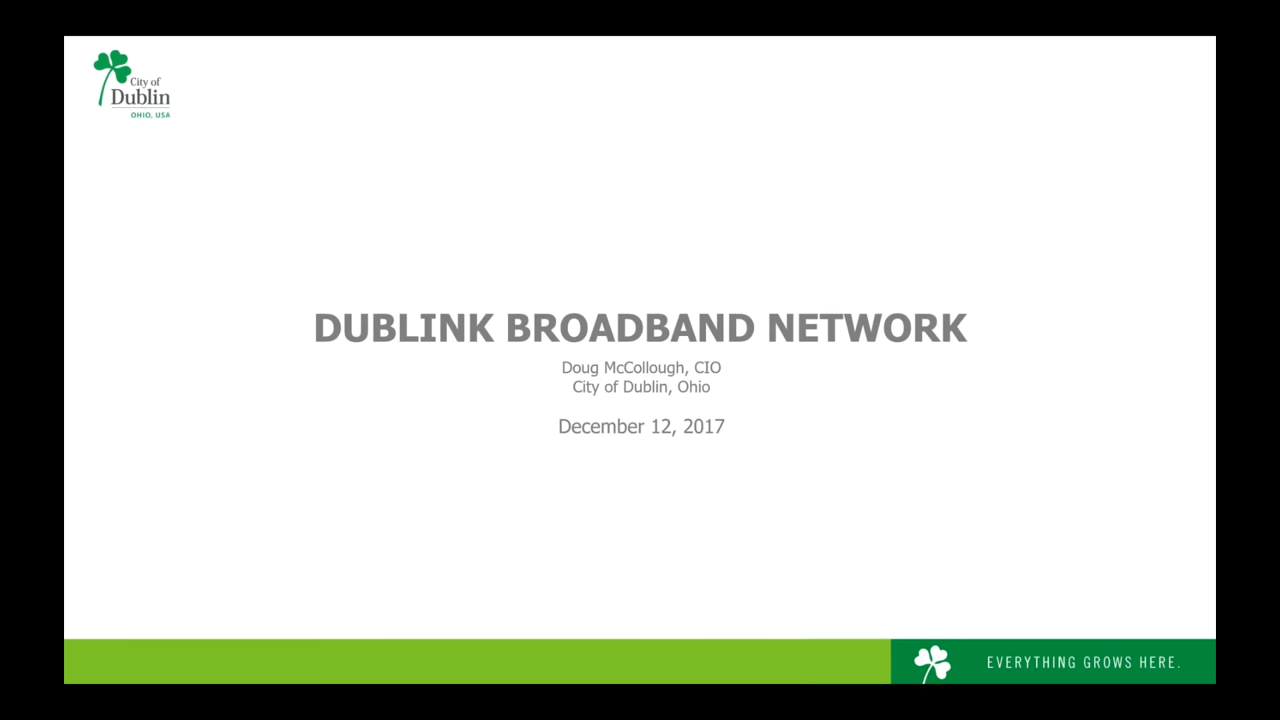 City of
Dublin
OHIO, USA
DUBLINK BROADBAND NETWORK
Doug McCollough, CIO
City of Dublin, Ohio
December 12, 2017
EVERYTHING GROWS HERE.